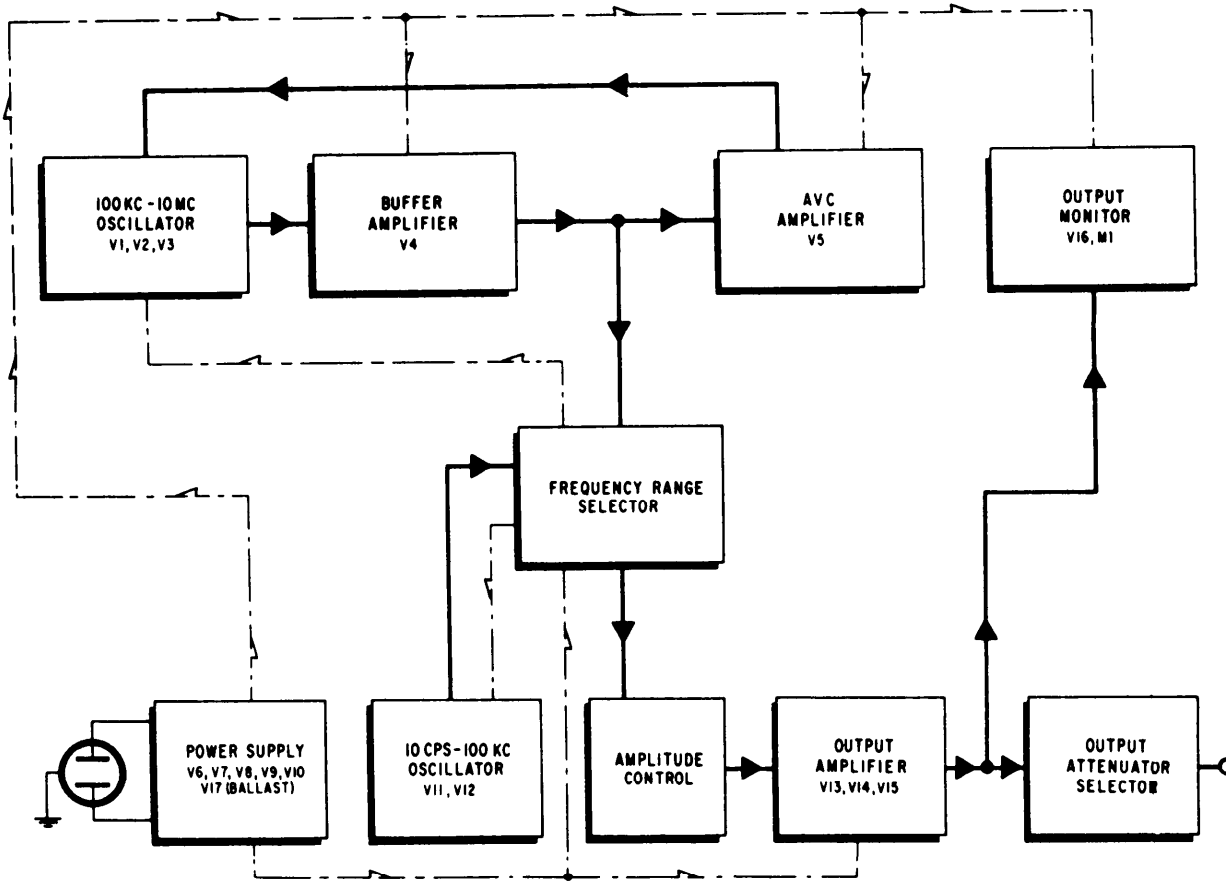 100KC-10MC
OSCILLATOR
V1, V2, V3
BUFFER
AMPLIFIER
V4
AVC
AMPLIFIER
V5
OUTPUT
MONITOR
V16, M1
FREQUENCY RANGE
SELECTOR
POWER SUPPLY
V6, V7, V8, V9, V10
V17 (BALLAST)
10 CPS-100 KC
OSCILLATOR
V11, V12
AMPLITUDE
CONTROL
OUTPUT
AMPLIFIER
V13, V14, V15
OUTPUT
ATTENUATOR
SELECTOR